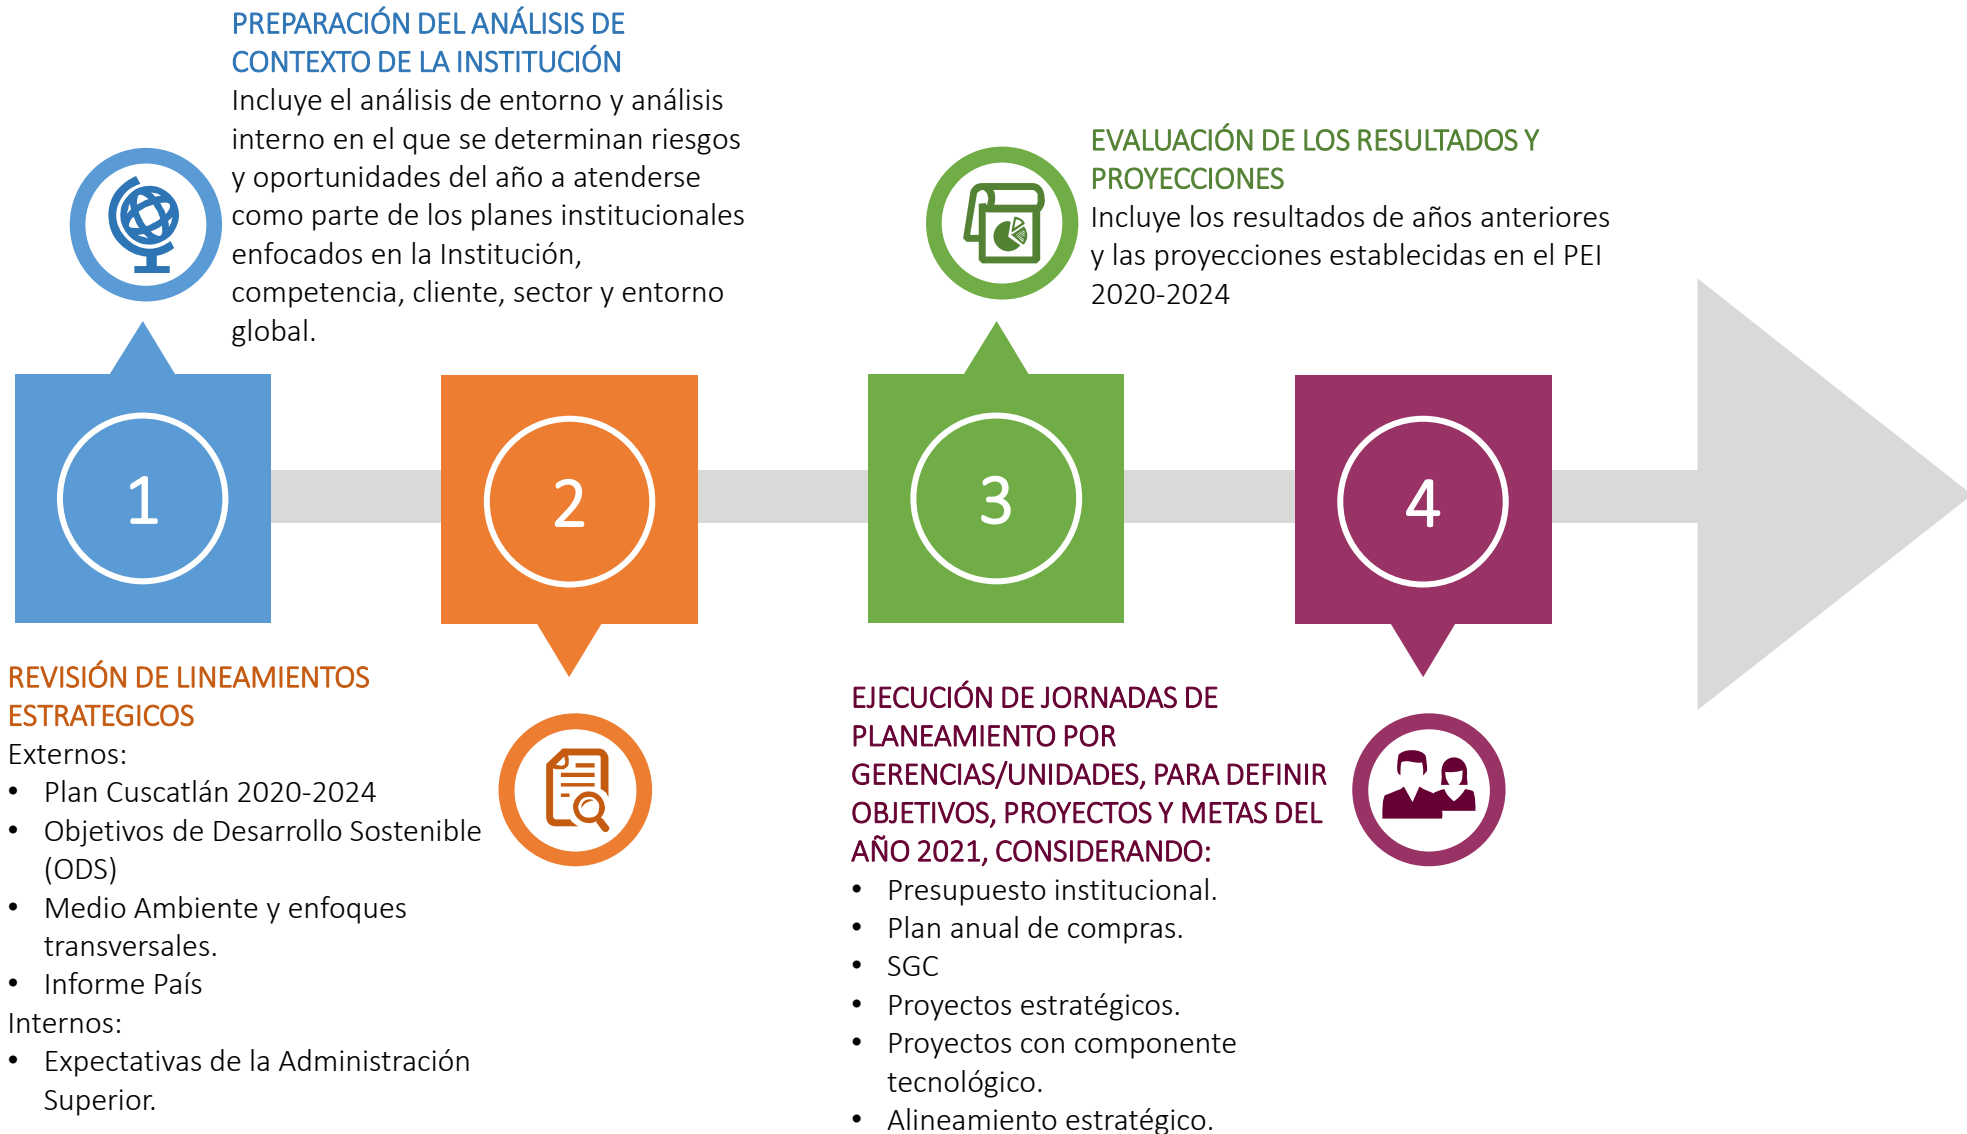 PREPARACIÓN DEL ANÁLISIS DE
CONTEXTO DE LA INSTITUCIÓN
Incluye el análisis de entorno y análisis
interno en el que se determinan riesgos
y oportunidades del año a atenderse
como parte de los planes institucionales
enfocados en la Institución,
competencia, cliente, sector y entorno
global.
EVALUACIÓN DE LOS RESULTADOS Y
PROYECCIONES
Incluye los resultados de años anteriores
y las proyecciones establecidas en el PEI
2020-2024
1
2
3
4
REVISIÓN DE LINEAMIENTOS
ESTRATEGICOS
Externos:
• Plan Cuscatlán 2020-2024
• Objetivos de Desarrollo Sostenible
(ODS)
• Medio Ambiente y enfoques
transversales.
• Informe País
Internos:
• Expectativas de la Administración
Superior.
EJECUCIÓN DE JORNADAS DE
PLANEAMIENTO POR
GERENCIAS/UNIDADES, PARA DEFINIR
OBJETIVOS, PROYECTOS Y METAS DEL
AÑO 2021, CONSIDERANDO:
• Presupuesto institucional.
• Plan anual de compras.
• SGC
• Proyectos estratégicos.
• Proyectos con componente
tecnológico.
• Alineamiento estratégico.